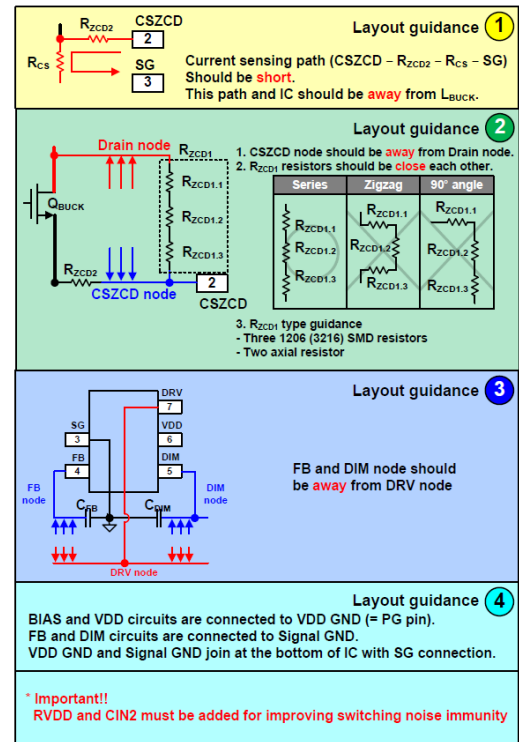 Layout guidance 1
RZCD2
CSZCD
2
RCS
SG
3
Current sensing path (CSZCD – RZCD2 – RCS – SG)
Should be short.
This path and IC should be away from LBUCK.
Layout guidance 2
1. CSZCD node should be away from Drain node.
2. RZCD1 resistors should be close each other.
Drain node
RZCD1
RZCD1.1
RZCD1.2
RZCD1.3
QBUCK
RZCD2
CSZCD node
2
CSZCD
Series Zigzag 90° angle
RZCD1.1
RZCD1.2
RZCD1.3
RZCD1.1
RZCD1.2
RZCD1.3
RZCD1.1
RZCD1.2
RZCD1.3
3. RZCD1 type guidance
- Three 1206 (3216) SMD resistors
- Two axial resistor
Layout guidance 3
DRV
7
SG
3
VDD
6
FB
4
DIM
5
FB
node
CFB
CDIM
DIM
node
DRV node
FB and DIM node should
be away from DRV node
Layout guidance 4
BIAS and VDD circuits are connected to VDD GND (= PG pin).
FB and DIM circuits are connected to Signal GND.
VDD GND and Signal GND join at the bottom of IC with SG connection.
* Important!!
RVDD and CIN2 must be added for improving switching noise immunity